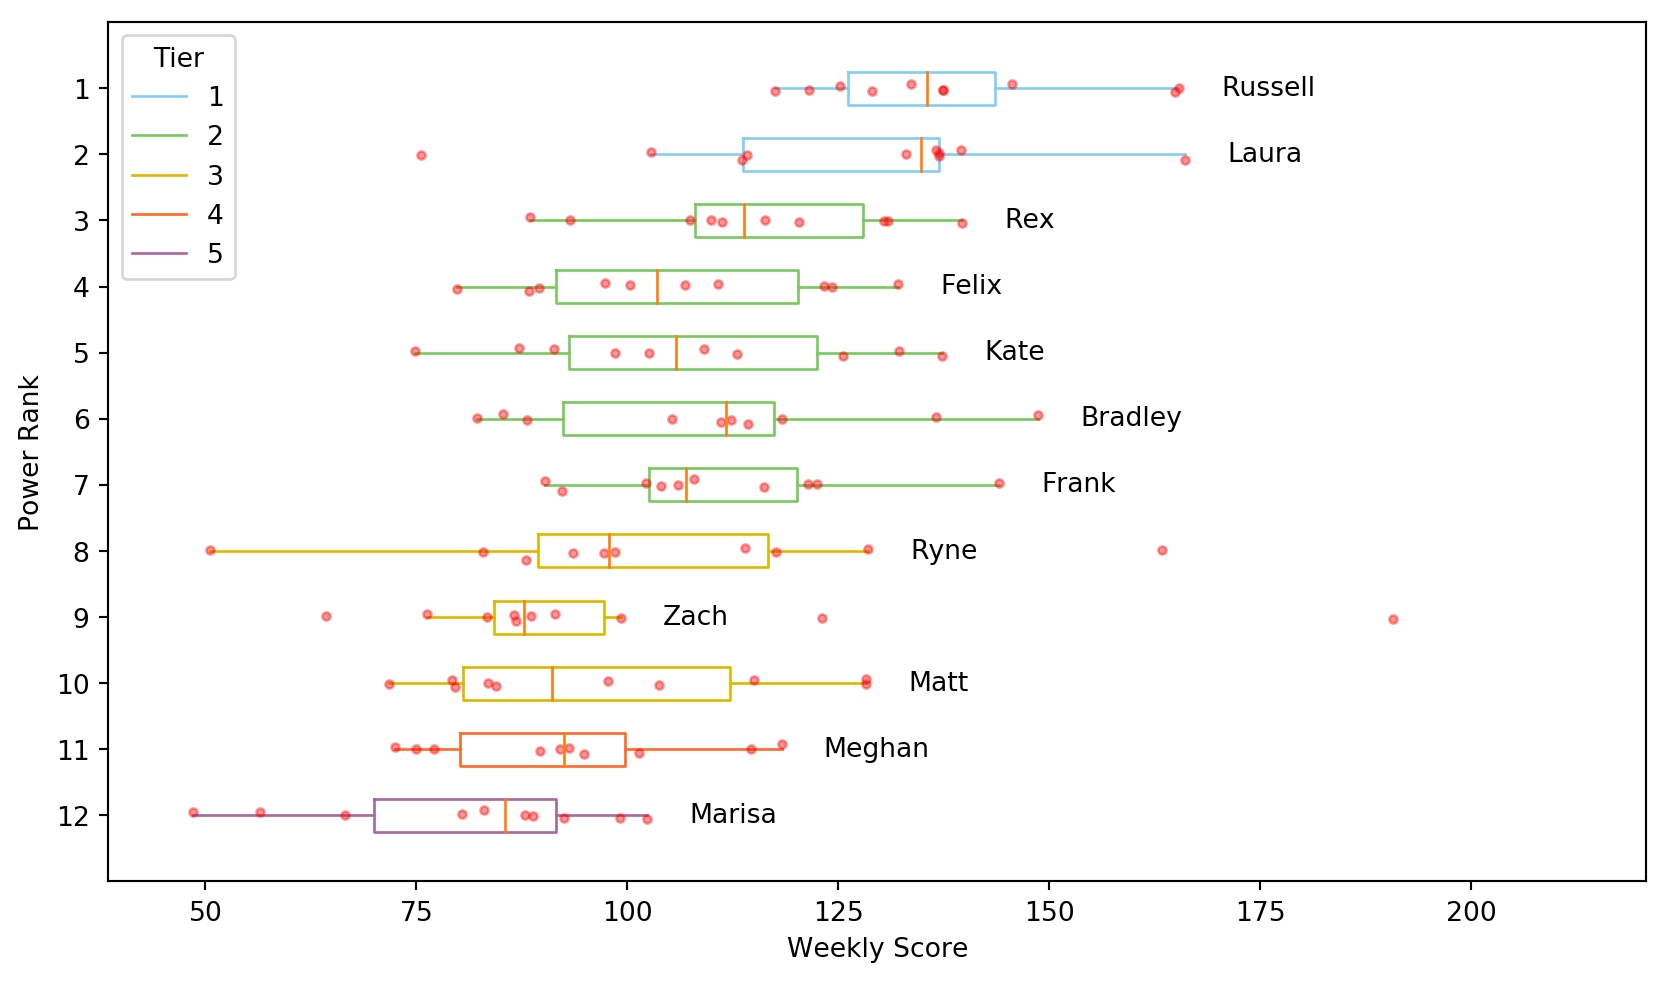 Tier
1
2
3
4
5
Power Rank
1
2
3
4
5
6
7
8
9
10
11
12
Russell
Laura
Rex
Felix
Kate
Bradley
Frank
Ryne
Zach
Matt
Meghan
Marisa
50 75 100 125 150 175 200
Weekly Score